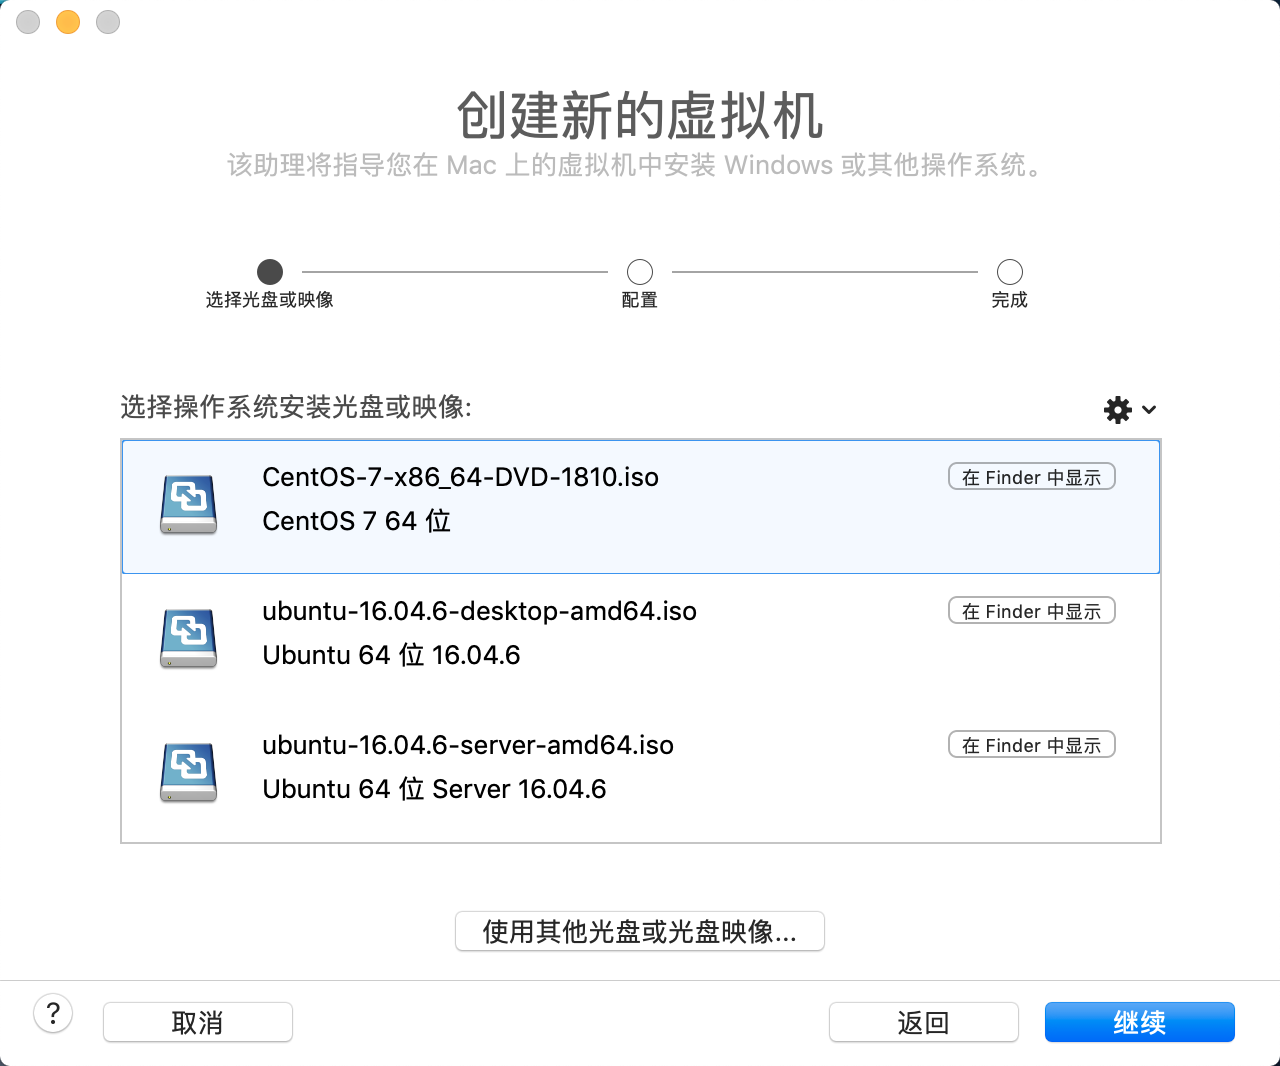 创建新的虚拟机
该助理将指导您在 Mac 上的虚拟机中安装 Windows 或其他操作系统。
选择光盘或映像
配置
完成
选择操作系统安装光盘或映像:
CentOS-7-x86_64-DVD-1810.iso
在 Finder 中显示
CentOS 7 64 位
ubuntu-16.04.6-desktop-amd64.iso
在 Finder 中显示
Ubuntu 64 位 16.04.6
ubuntu-16.04.6-server-amd64.iso
在 Finder 中显示
Ubuntu 64 位 Server 16.04.6
使用其他光盘或光盘映像...
?
取消
返回
继续